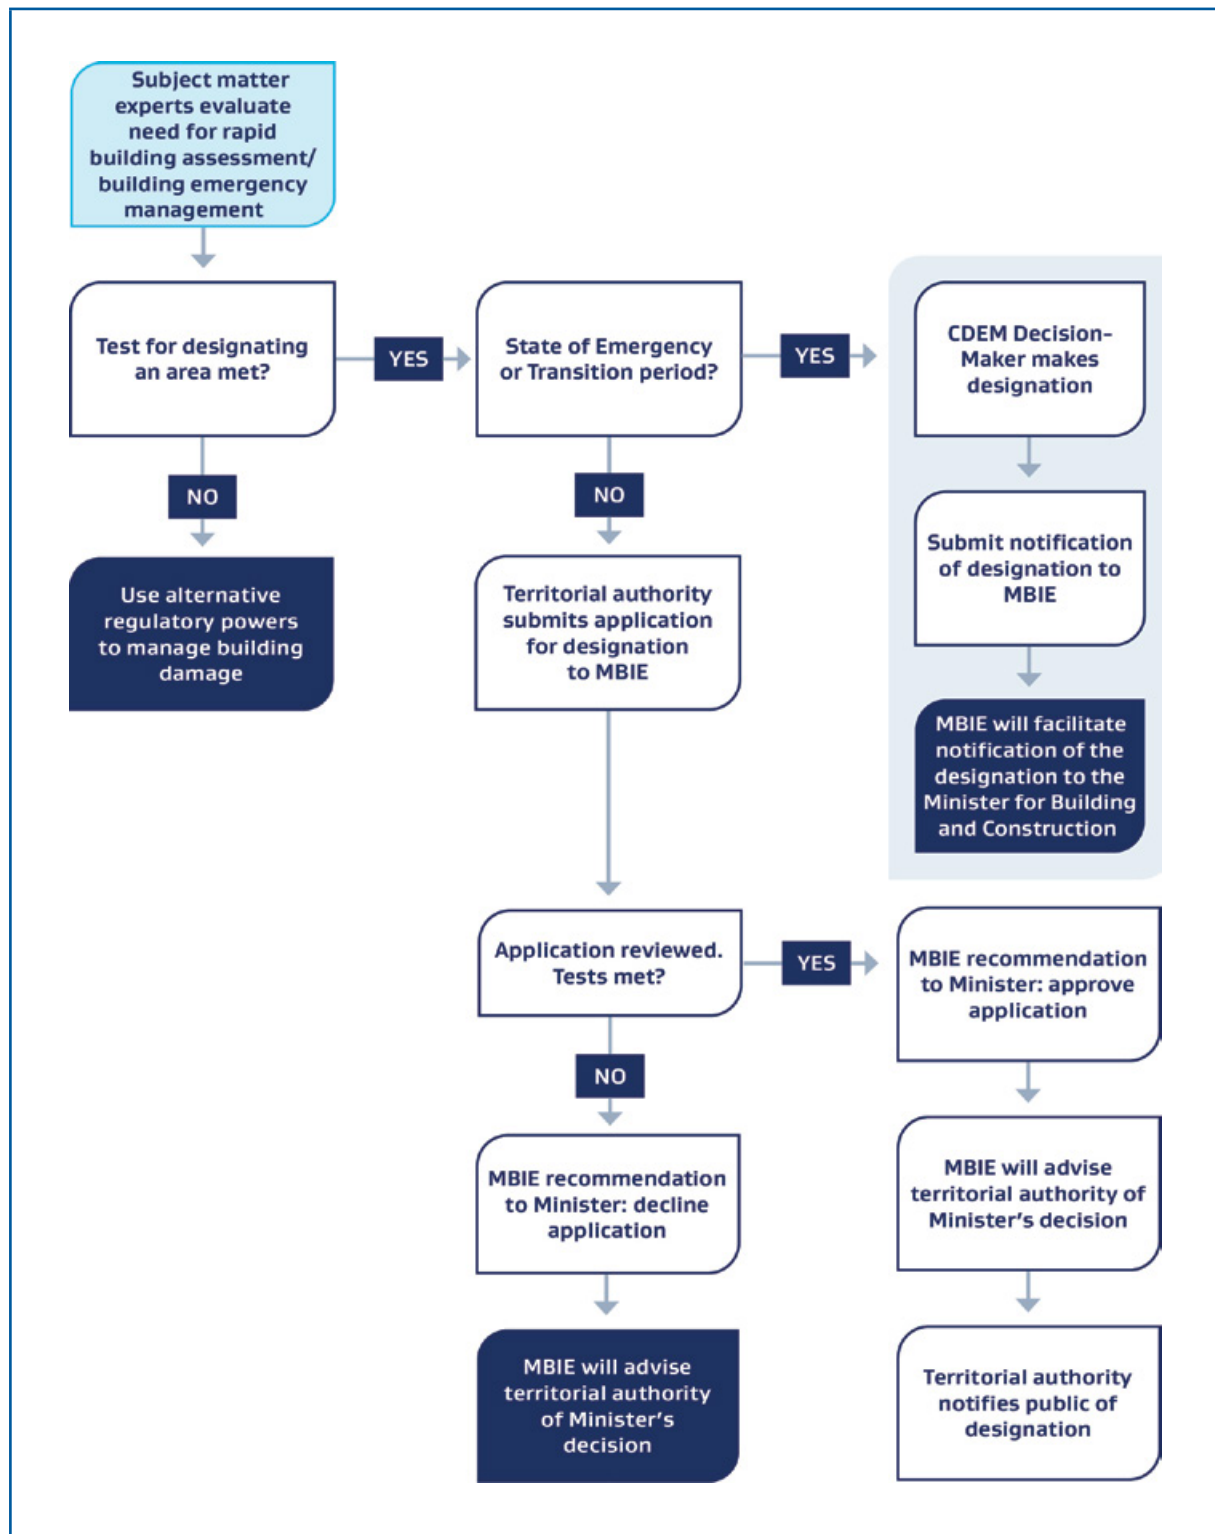 Subject matter
experts evaluate
need for rapid
building assessment/
building emergency
management
Test for designating
an area met?
YES
State of Emergency
or Transition period?
YES
CDEM Decision-
Maker makes
designation
NO
NO
Submit notification
of designation to
MBIE
Use alternative
regulatory powers
to manage building
damage
Territorial authority
submits application
for designation
to MBIE
MBIE will facilitate
notification of the
designation to the
Minister for Building
and Construction
Application reviewed.
Tests met?
YES
MBIE recommendation
to Minister: approve
application
NO
MBIE recommendation
to Minister: decline
application
MBIE will advise
territorial authority of
Minister's decision
MBIE will advise
territorial authority
of Minister's
decision
Territorial authority
notifies public of
designation